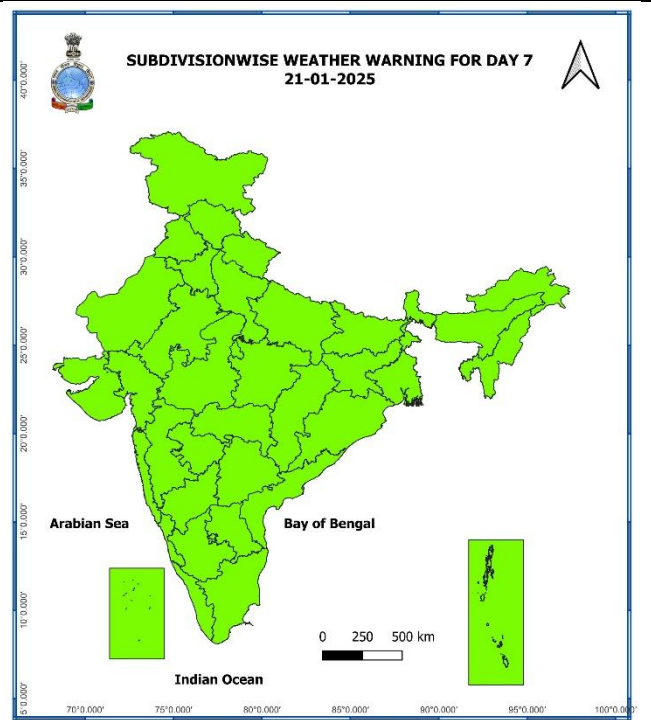 SUBDIVISIONWISE WEATHER WARNING FOR DAY 7
21-01-2025
40°0.000'
35°0.000'
30°0.000'
25°0.000'
20°0.000'
15°0.000'
10°0.000'
5°0.000'
Arabian Sea
Bay of Bengal
0 250 500 km
Indian Ocean
70°0.000' 75°0.000' 80°0.000' 85°0.000' 90°0.000' 95°0.000' 100°0.000'